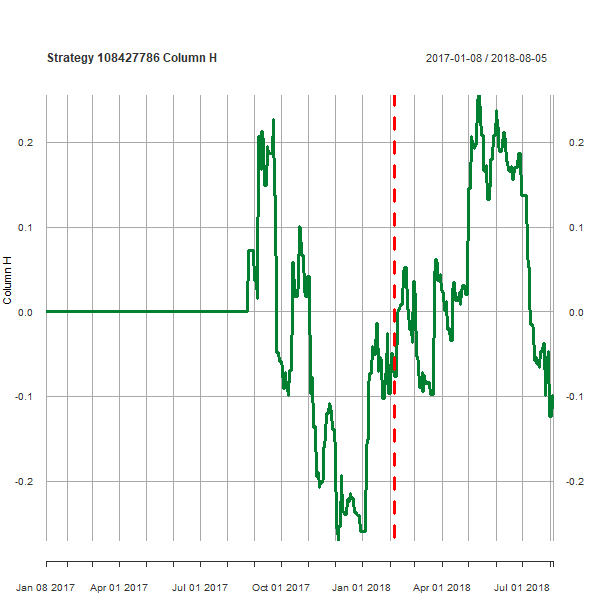 Strategy 108427786 Column H
2017-01-08 / 2018-08-05
0.2
0.2
0.1
0.1
0.0
0.0
-0.1
-0.1
-0.2
-0.2
Column H
Jan 08 2017
Apr 01 2017
Jul 01 2017
Oct 01 2017
Jan 01 2018
Apr 01 2018
Jul 01 2018